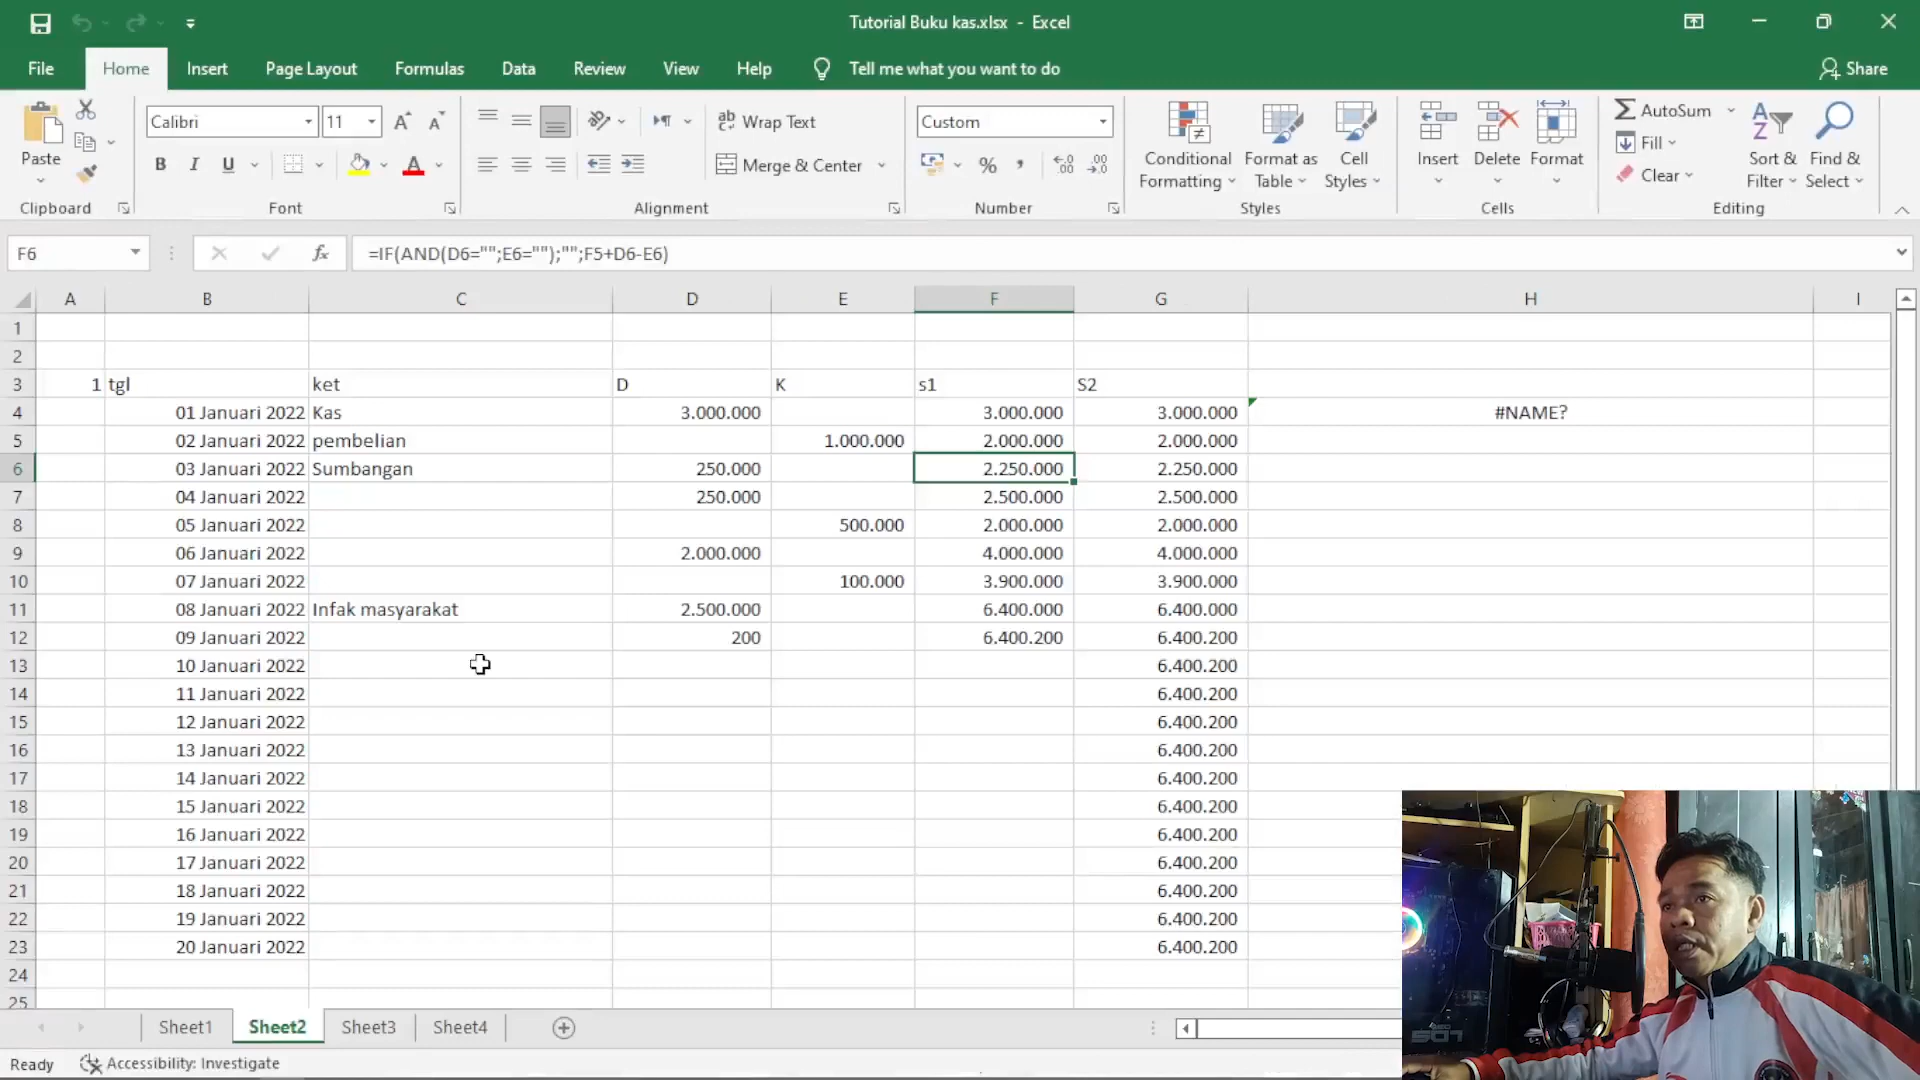 Tutorial Buku kas.xlsx - Excel
File Home Insert Page Layout Formulas Data Review View Help Tell me what you want to do Share
Paste
Clipboard
Calibri 11
B I U A
Font
ab Wrap Text
Merge & Center
Alignment
Custom
%
Number
Conditional Formatting
Format as Table
Cell Styles
Styles
Insert Delete Format
Cells
AutoSum
Fill
Clear
Sort & Filter
Find & Select
Editing
F6 fx =IF(AND(D6="";E6="");"";F5+D6-E6)
A B C D E F G H I
1
2
3 1 tgl ket D K s1 S2
4 01 Januari 2022 Kas 3.000.000 3.000.000 3.000.000 #NAME?
5 02 Januari 2022 pembelian 1.000.000 2.000.000 2.000.000
6 03 Januari 2022 Sumbangan 250.000 2.250.000 2.250.000
7 04 Januari 2022 250.000 2.500.000 2.500.000
8 05 Januari 2022 500.000 2.000.000 2.000.000
9 06 Januari 2022 2.000.000 4.000.000 4.000.000
10 07 Januari 2022 100.000 3.900.000 3.900.000
11 08 Januari 2022 Infak masyarakat 2.500.000 6.400.000 6.400.000
12 09 Januari 2022 200 6.400.200 6.400.200
13 10 Januari 2022 6.400.200
14 11 Januari 2022 6.400.200
15 12 Januari 2022 6.400.200
16 13 Januari 2022 6.400.200
17 14 Januari 2022 6.400.200
18 15 Januari 2022 6.400.200
19 16 Januari 2022 6.400.200
20 17 Januari 2022 6.400.200
21 18 Januari 2022 6.400.200
22 19 Januari 2022 6.400.200
23 20 Januari 2022 6.400.200
24
25
Sheet1 Sheet2 Sheet3 Sheet4
Ready Accessibility: Investigate